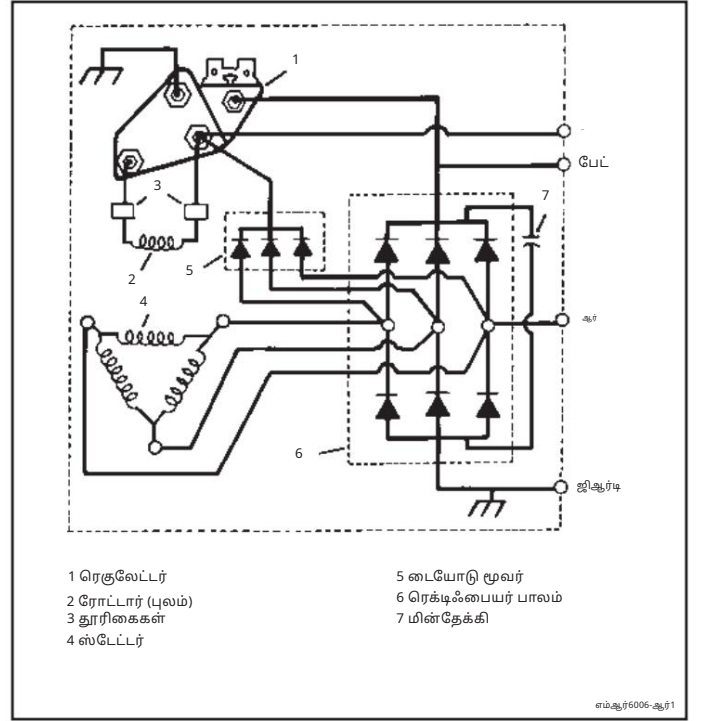 1
பேட்
3
7
5
2
4
ஆர்
6
ஜிஆர்டி
1 ரெகுலேட்டர்
2 ரோட்டார் (புலம்)
3 தூரிகைகள்
4 ஸ்டேட்டர்
5 டையோடு மூவர்
6 ரெக்டிஃபையர் பாலம்
7 மின்தேக்கி
எம்ஆர்6006-ஆர்1